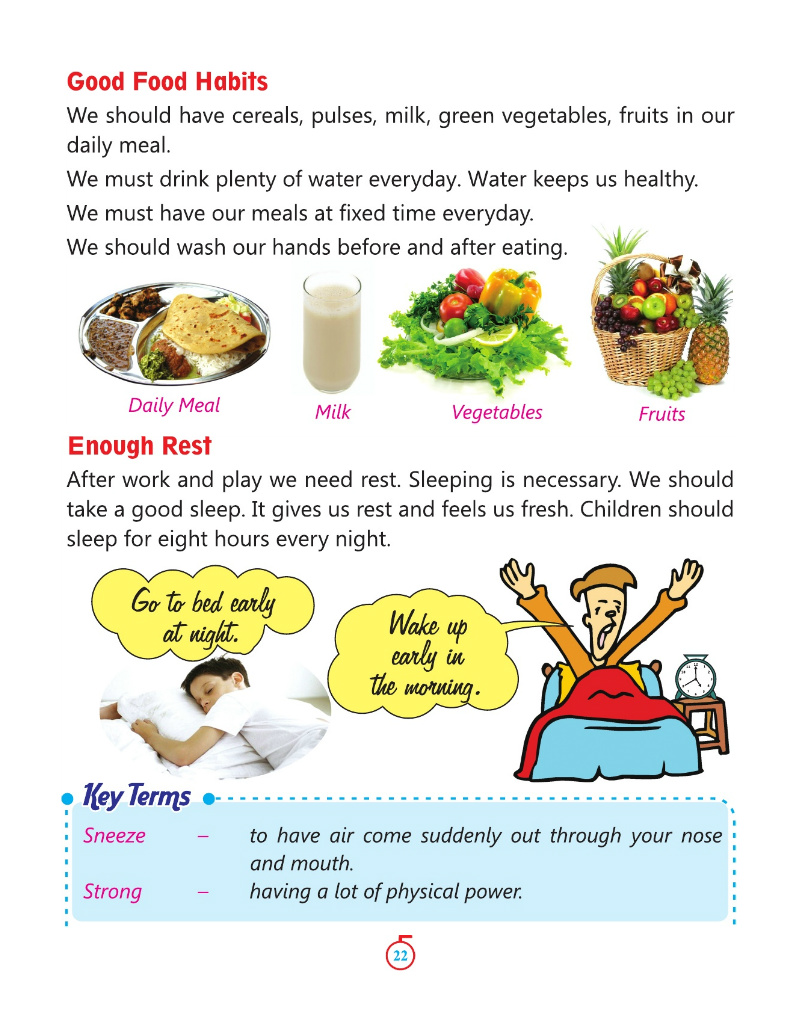 Good Food Habits
We should have cereals, pulses, milk, green vegetables, fruits in our
daily meal.
We must drink plenty of water everyday. Water keeps us healthy.
We must have our meals at fixed time everyday.
We should wash our hands before and after eating.
Daily Meal
Milk
Vegetables
Fruits
Enough Rest
After work and play we need rest. Sleeping is necessary. We should
take a good sleep. It gives us rest and feels us fresh. Children should
sleep for eight hours every night.
Go to bed early
at night.
Wake up
early in
the morning.
Key Terms
Sneeze – to have air come suddenly out through your nose
and mouth.
Strong – having a lot of physical power.
22